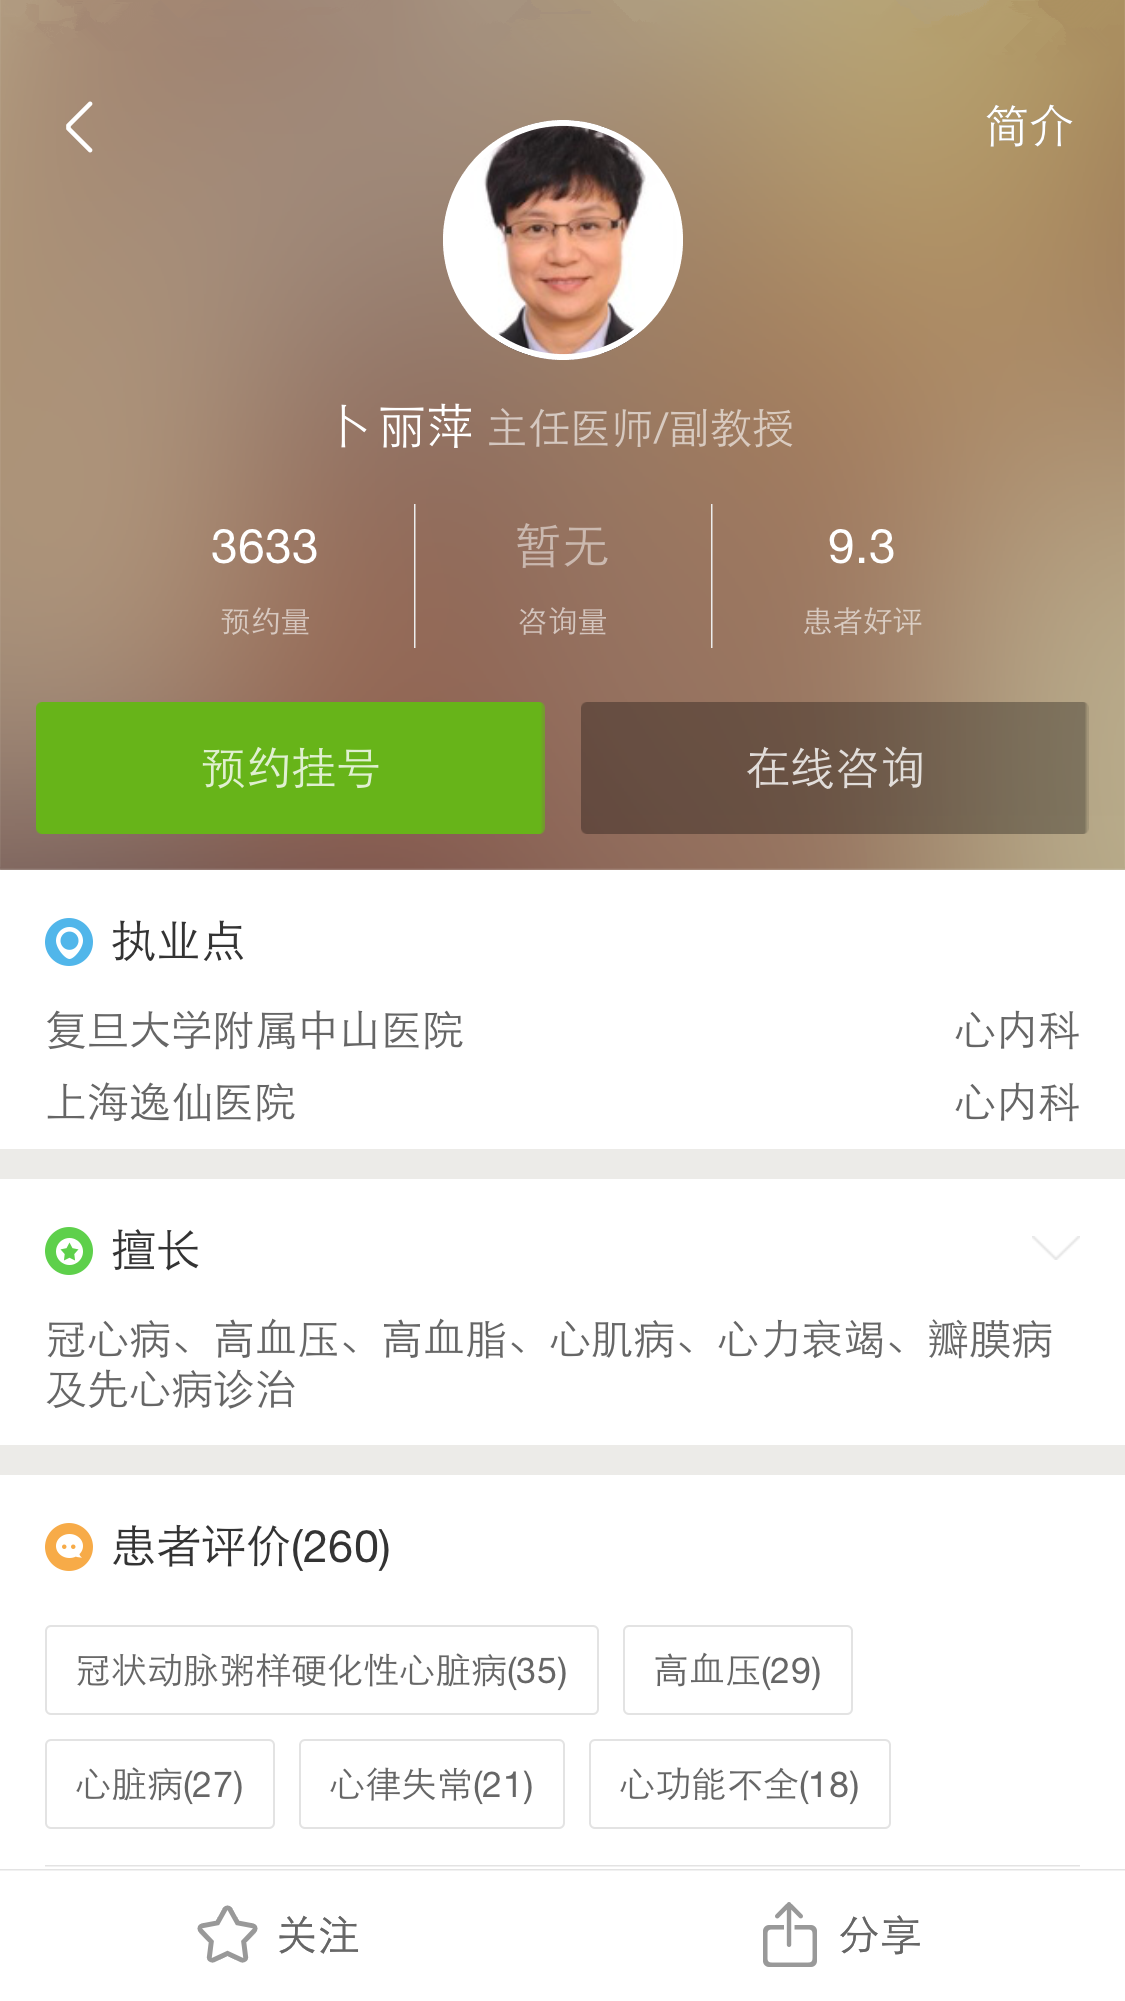 简介
卜丽萍 主任医师/副教授
3633 暂无 9.3
预约量 咨询量 患者好评
预约挂号 在线咨询
执业点
复旦大学附属中山医院 心内科
上海逸仙医院 心内科
擅长
冠心病、高血压、高血脂、心肌病、心力衰竭、瓣膜病
及先心病诊治
患者评价(260)
冠状动脉粥样硬化性心脏病(35) 高血压(29)
心脏病(27) 心律失常(21) 心功能不全(18)
关注 分享